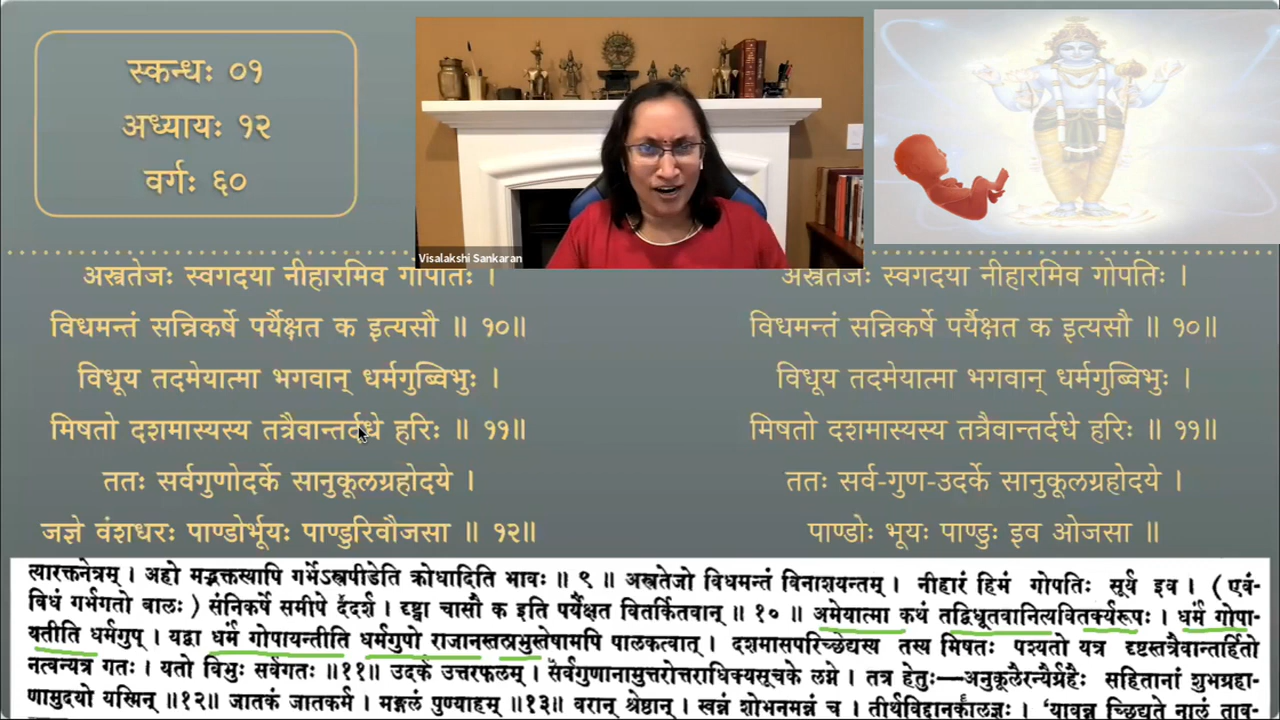 स्कन्धः ०१
अध्यायः १२
वर्गः ६०
Visalakshi Sankaran
अस्त्रतेजः स्वगदया नीहारमिव गोपतिः ।
विधमन्तं सन्निकर्षे पर्यैक्षत क इत्यसौ ॥ १०॥
विधूय तदमेयात्मा भगवान् धर्मगुब्विभुः ।
मिषतो दशमास्यस्य तत्रैवान्तर्दधे हरिः ॥ ११॥
ततः सर्वगुणोदर्के सानुकूलग्रहोदये ।
जज्ञे वंशधरः पाण्डोर्भूयः पाण्डुरिवौजसा ॥ १२॥
अस्त्रतेजः स्वगदया नीहारमिव गोपतिः ।
विधमन्तं सन्निकर्षे पर्यैक्षत क इत्यसौ ॥ १०॥
विधूय तदमेयात्मा भगवान् धर्मगुब्विभुः ।
मिषतो दशमास्यस्य तत्रैवान्तर्दधे हरिः ॥ ११॥
ततः सर्व-गुण-उदर्के सानुकूलग्रहोदये ।
पाण्डोः भूयः पाण्डुः इव ओजसा ॥
त्यारक्तनेत्रम् । अहो मद्भक्तस्यापि गर्भेऽस्त्रपीडेति क्रोधादिति भावः ॥ ९ ॥ अस्त्रतेजो विधमन्तं विनाशयन्तम् । नीहारं हिमं गोपतिः सूर्य इव । ( एवं-
विधं गर्भगतो बालः ) संनिकर्षे समीपे ददर्श । दृष्ट्वा चासौ क इति पर्यैक्षत वितर्कितवान् ॥ १० ॥ अमेयात्मा कथं तद्विधूतवानित्यवितर्क्यरूपः । धर्मं गोपा-
यतीति धर्मगुप् । यद्वा धर्मं गोपायन्तीति धर्मगुपो राजानस्तत्प्रभुस्तेषामपि पालकत्वात् । दशमासपरिच्छेद्यस्य तस्य मिषतः पश्यतो यत्र दृष्टस्तत्रैवान्तर्हितो
नत्वन्यत्र गतः । यतो विभुः सर्वगतः ॥११॥ उदर्क उत्तरफलम् । सर्वगुणानामुत्तरोत्तराधिक्यसूचके लग्ने । तत्र हेतुः—अनुकूलैरन्यैर्ग्रहैः सहितानां शुभग्रहा-
णामुदयो यस्मिन् ॥१२॥ जातकं जातकर्म । मङ्गलं पुण्याहम् ॥१३॥ वरान् श्रेष्ठान् । स्वन्नं शोभनमन्नं च । तीर्थविद्दानकालज्ञः । ‘यावन्न च्छिद्यते नालं ताव-